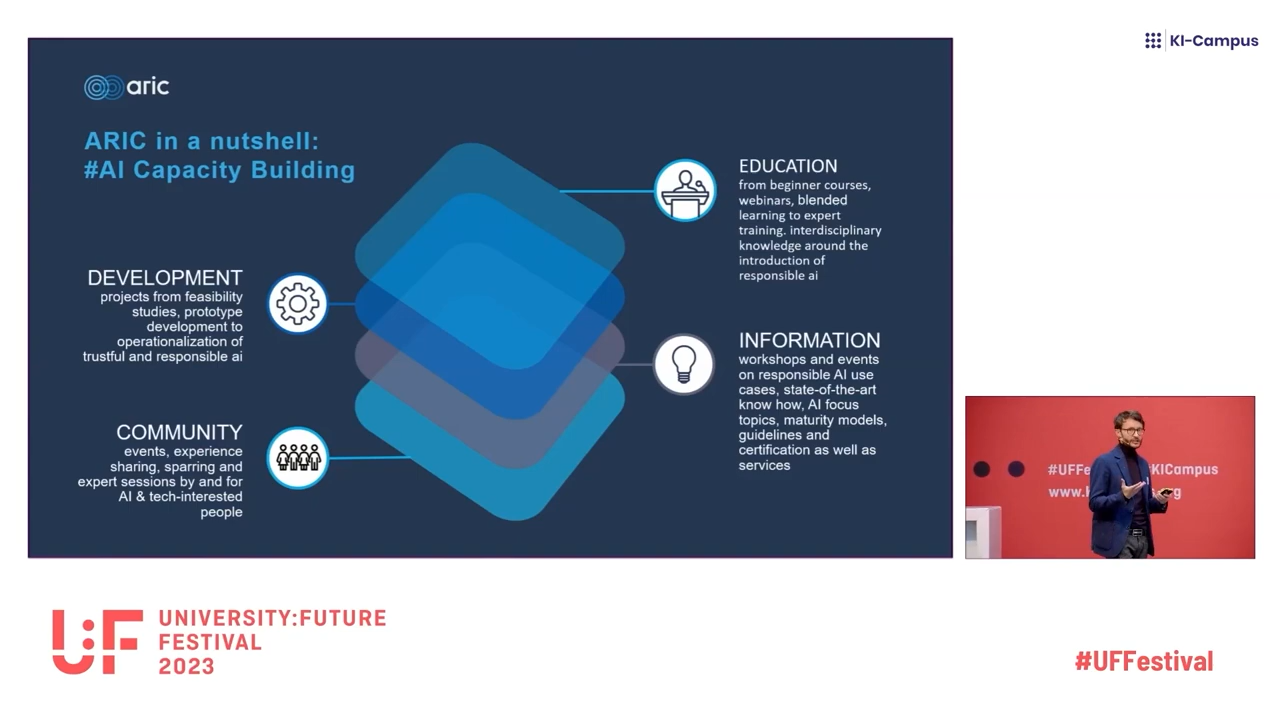 KI-Campus
aric
ARIC in a nutshell:
#AI Capacity Building
EDUCATION
from beginner courses,
webinars, blended
learning to expert
training. interdisciplinary
knowledge around the
introduction of
responsible ai
DEVELOPMENT
projects from feasibility
studies, prototype
development to
operationalization of
trustful and responsible ai
INFORMATION
workshops and events
on responsible AI use
cases, state-of-the-art
know how, AI focus
topics, maturity models,
guidelines and
certification as well as
services
COMMUNITY
events, experience
sharing, sparring and
expert sessions by and for
AI & tech-interested
people
KICampus
www.
U:F
UNIVERSITY:FUTURE
FESTIVAL
2023
#UFFestival